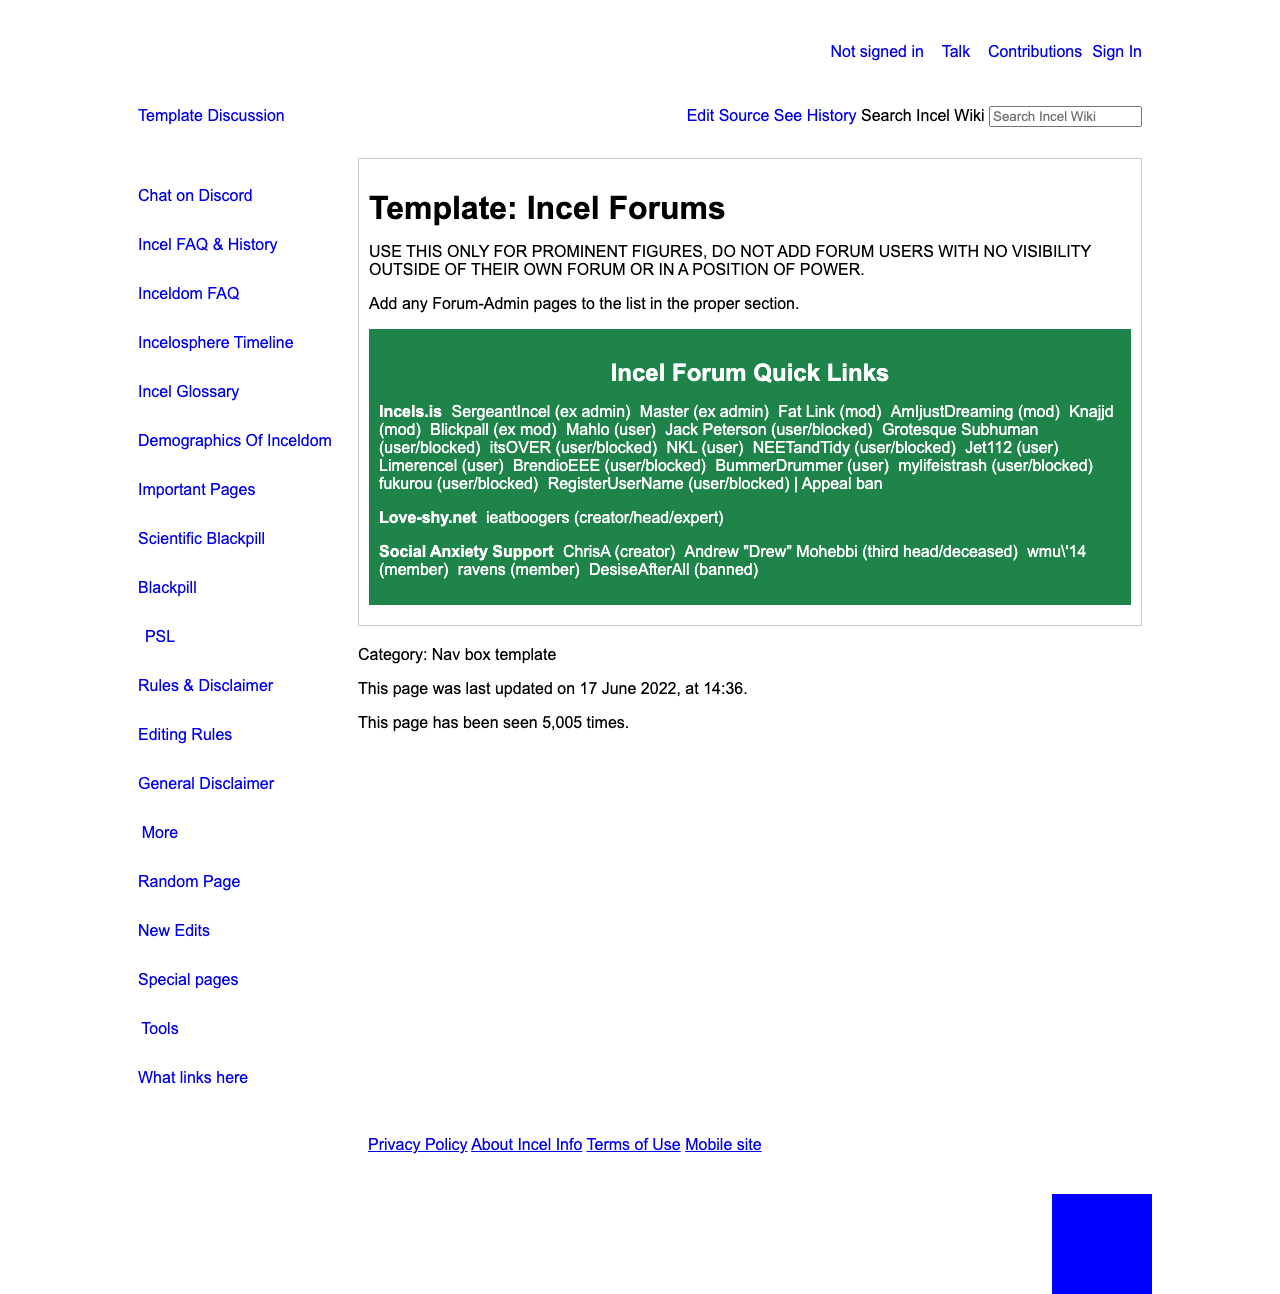 Not signed in Talk Contributions Sign In
Template Discussion Edit Source See History Search Incel Wiki Search Incel Wiki
Chat on Discord
Incel FAQ & History
Inceldom FAQ
Incelosphere Timeline
Incel Glossary
Demographics Of Inceldom
Important Pages
Scientific Blackpill
Blackpill
PSL
Rules & Disclaimer
Editing Rules
General Disclaimer
More
Random Page
New Edits
Special pages
Tools
What links here
Template: Incel Forums
USE THIS ONLY FOR PROMINENT FIGURES, DO NOT ADD FORUM USERS WITH NO VISIBILITY
OUTSIDE OF THEIR OWN FORUM OR IN A POSITION OF POWER.
Add any Forum-Admin pages to the list in the proper section.
Incel Forum Quick Links
Incels.is SergeantIncel (ex admin) Master (ex admin) Fat Link (mod) AmIjustDreaming (mod) Knajjd
(mod) Blickpall (ex mod) Mahlo (user) Jack Peterson (user/blocked) Grotesque Subhuman
(user/blocked) itsOVER (user/blocked) NKL (user) NEETandTidy (user/blocked) Jet112 (user)
Limerencel (user) BrendioEEE (user/blocked) BummerDrummer (user) mylifeistrash (user/blocked)
fukurou (user/blocked) RegisterUserName (user/blocked) | Appeal ban
Love-shy.net ieatboogers (creator/head/expert)
Social Anxiety Support ChrisA (creator) Andrew "Drew" Mohebbi (third head/deceased) wmu\'14
(member) ravens (member) DesiseAfterAll (banned)
Category: Nav box template
This page was last updated on 17 June 2022, at 14:36.
This page has been seen 5,005 times.
Privacy Policy About Incel Info Terms of Use Mobile site